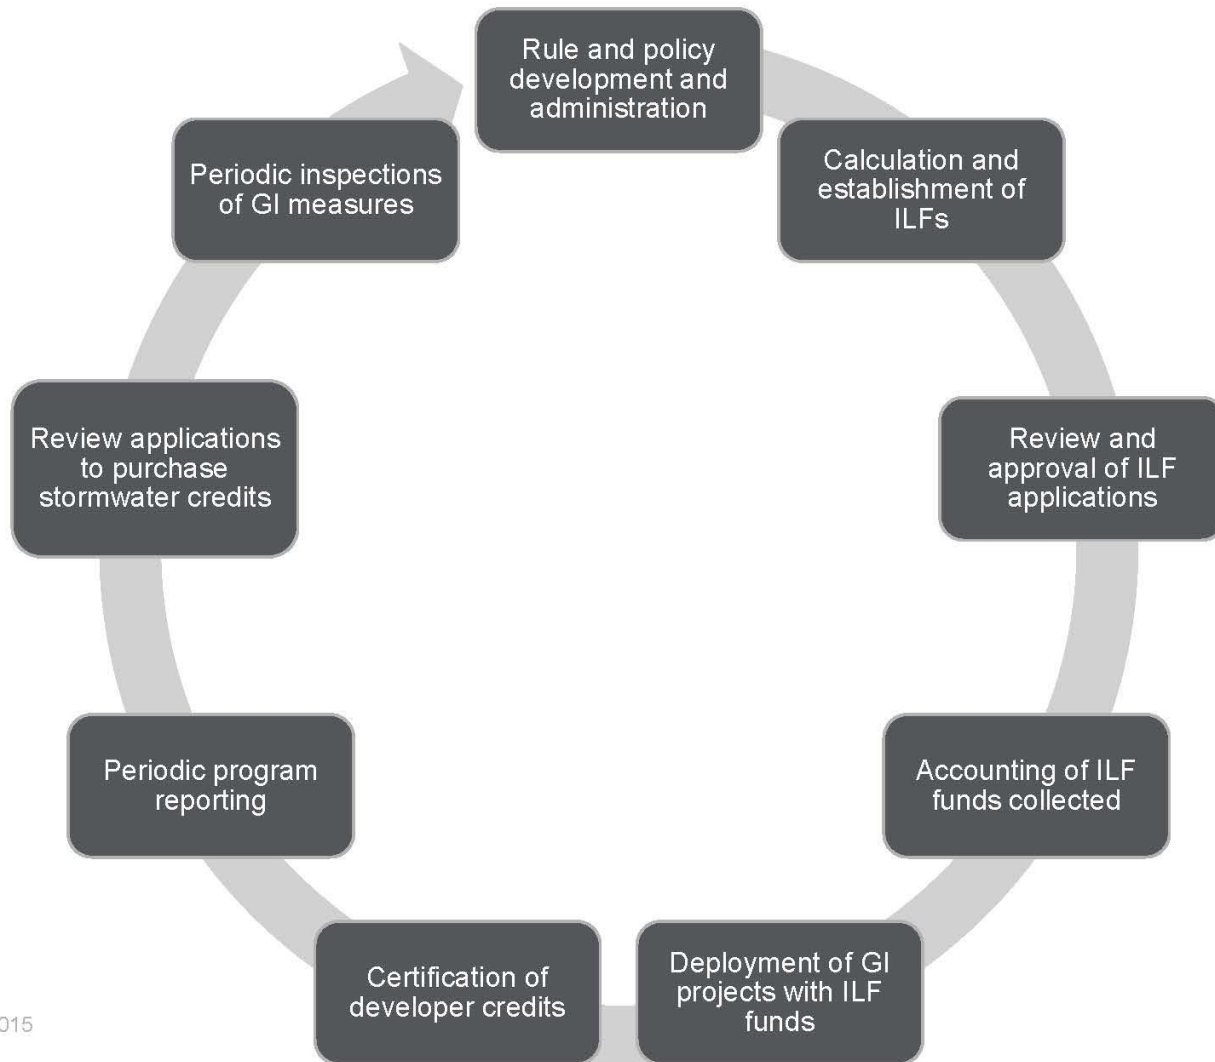 Rule and policy
development and
administration
Calculation and
establishment of
ILFs
Review and
approval of ILF
applications
Accounting of ILF
funds collected
Deployment of GI
projects with ILF
funds
Certification of
developer credits
Periodic program
reporting
Review applications
to purchase
stormwater credits
Periodic inspections
of GI measures
015